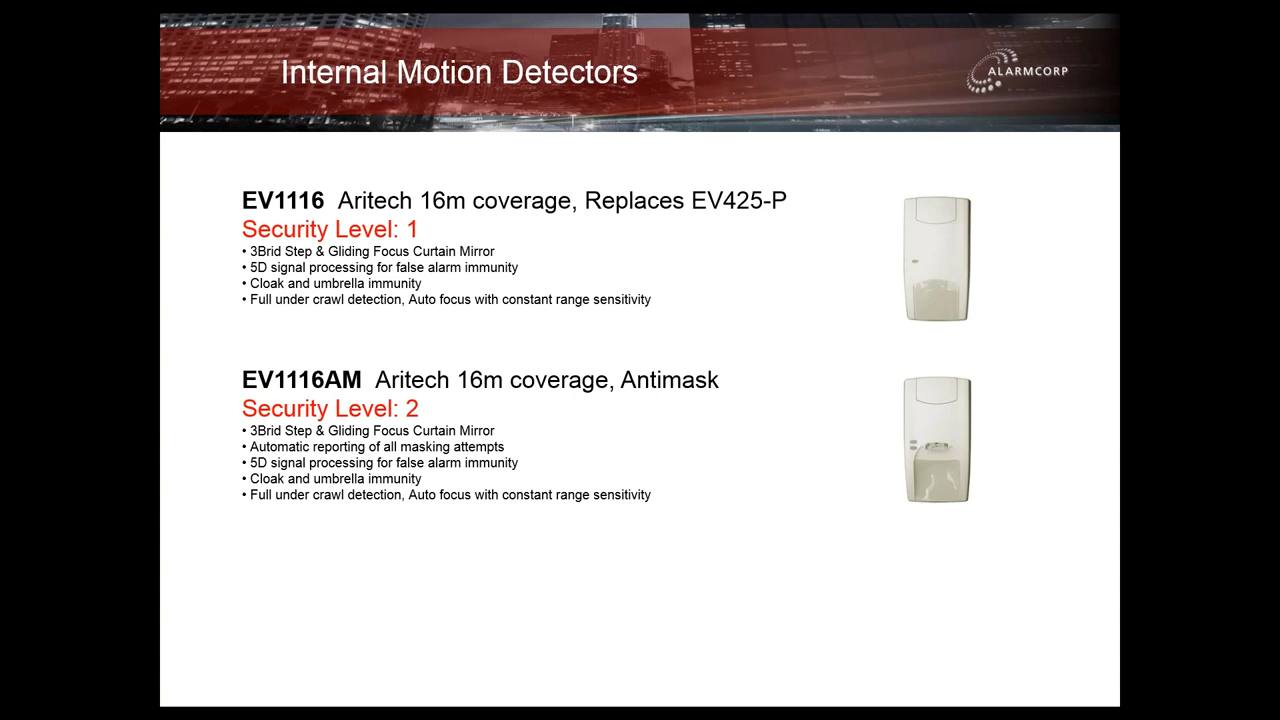 Internal Motion Detectors
ALARMCORP
EV1116 Aritech 16m coverage, Replaces EV425-P
Security Level: 1
• 3Brid Step & Gliding Focus Curtain Mirror
• 5D signal processing for false alarm immunity
• Cloak and umbrella immunity
• Full under crawl detection, Auto focus with constant range sensitivity
EV1116AM Aritech 16m coverage, Antimask
Security Level: 2
• 3Brid Step & Gliding Focus Curtain Mirror
• Automatic reporting of all masking attempts
• 5D signal processing for false alarm immunity
• Cloak and umbrella immunity
• Full under crawl detection, Auto focus with constant range sensitivity